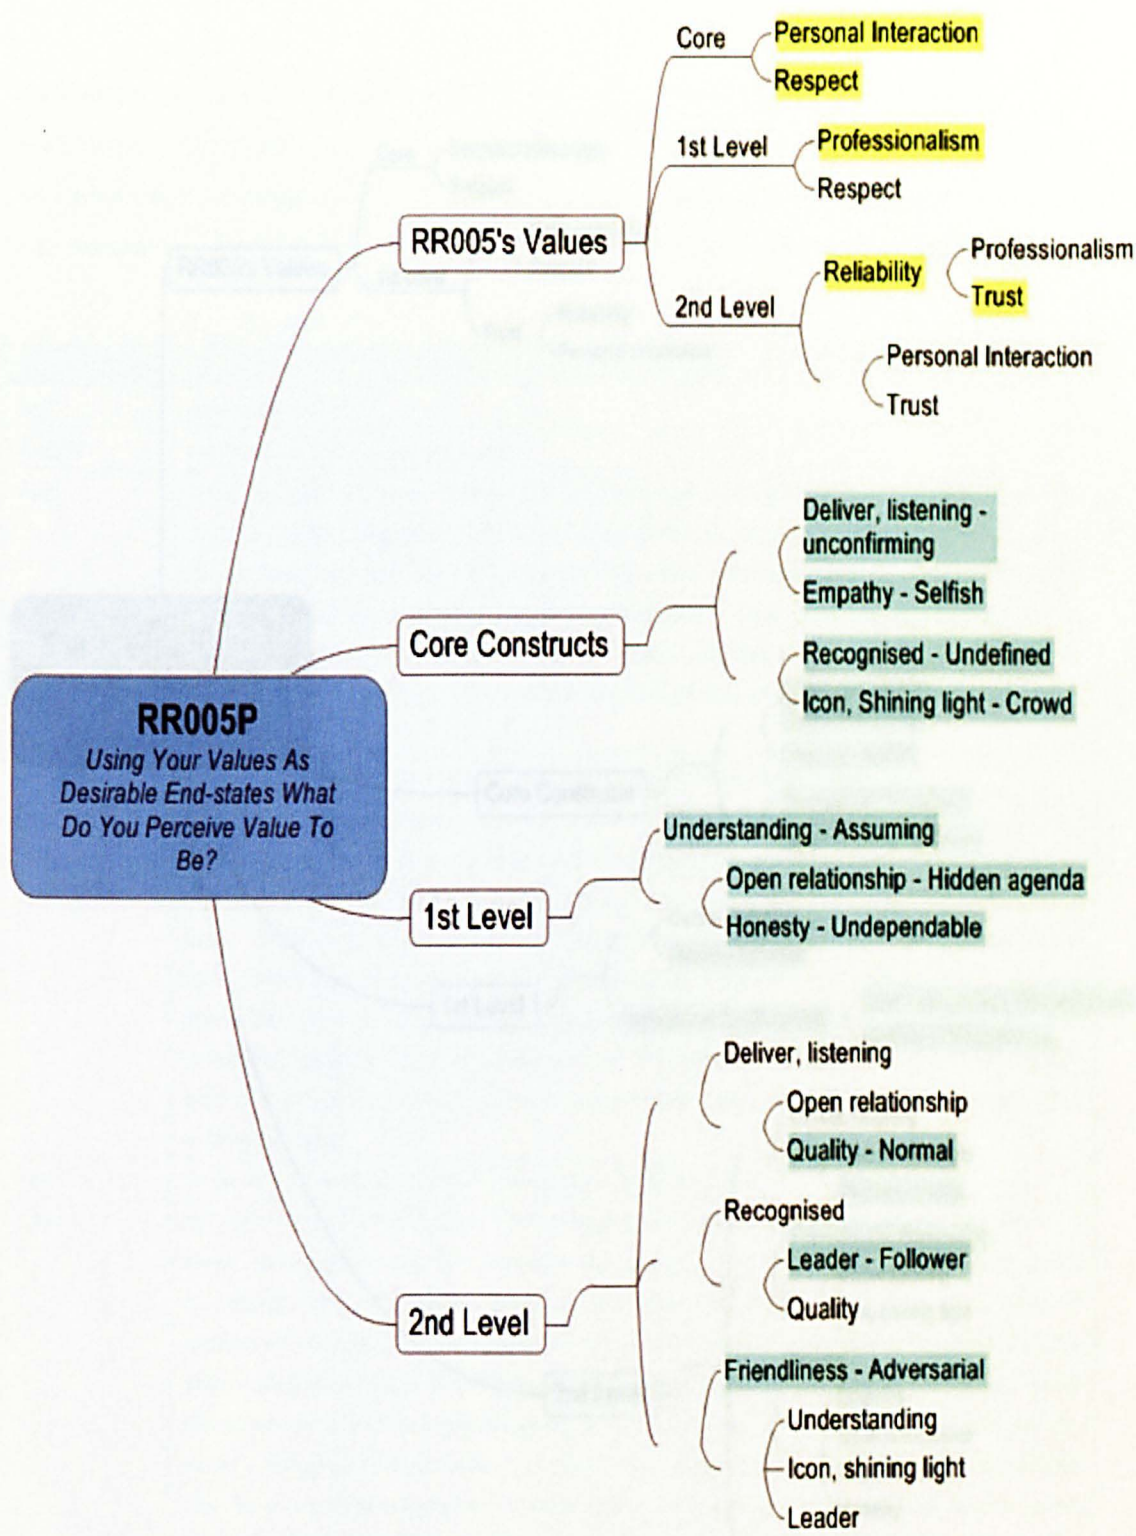 Core
Personal Interaction
Respect
1st Level
Professionalism
Respect
RR005's Values
2nd Level
Reliability
Professionalism
Trust
Personal Interaction
Trust
Core Constructs
Deliver, listening -
unconfirming
Empathy - Selfish
Recognised - Undefined
Icon, Shining light - Crowd
RR005P
Using Your Values As
Desirable End-states What
Do You Perceive Value To
Be?
1st Level
Understanding - Assuming
Open relationship - Hidden agenda
Honesty - Undependable
2nd Level
Deliver, listening
Open relationship
Quality - Normal
Recognised
Leader - Follower
Quality
Friendliness - Adversarial
Understanding
Icon, shining light
Leader